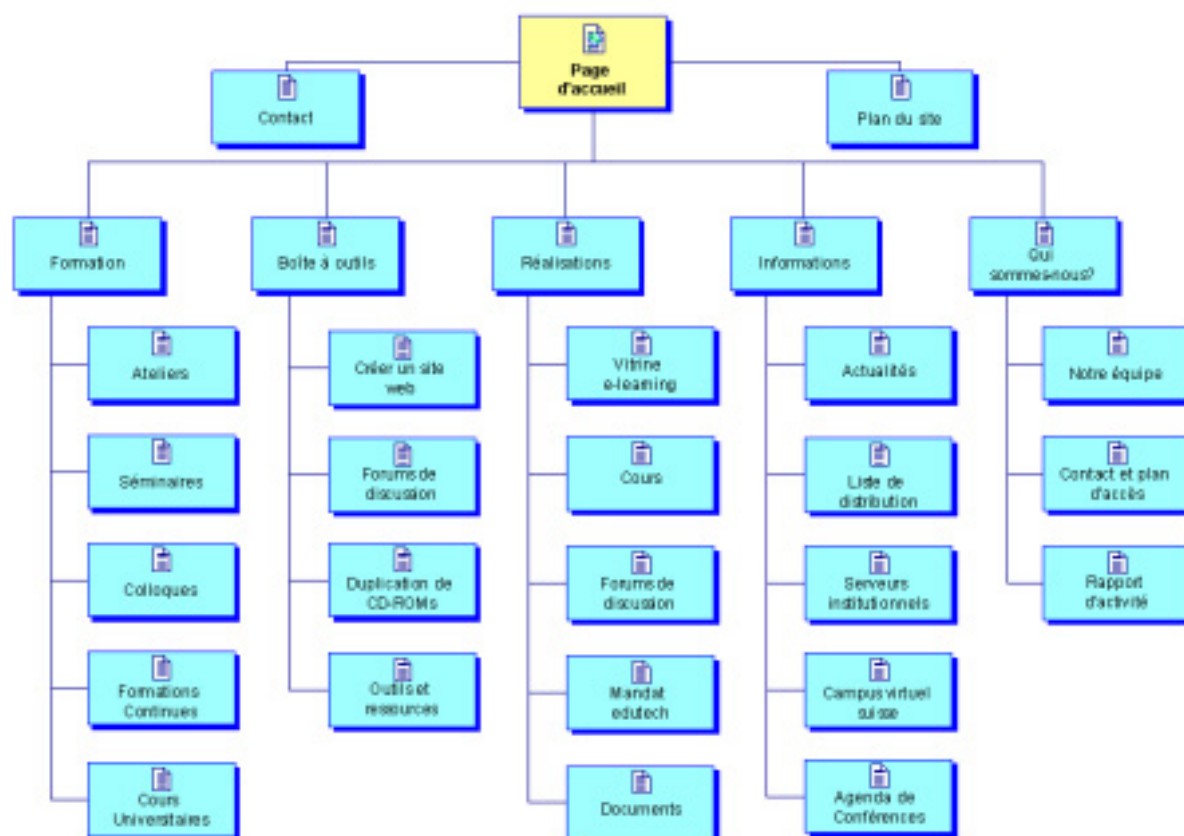 Page
d'accueil
Contact
Plan du site
Formation
Boîte à outils
Réalisations
Informations
Qui
sommes-nous?
Ateliers
Séminaires
Colloques
Formations
Continues
Cours
Universitaires
Créer un site
web
Forums de
discussion
Duplication de
CD-ROMs
Outils et
ressources
Vitrine
e-learning
Cours
Forums de
discussion
Mandat
edutech
Documents
Actualités
Liste de
distribution
Serveurs
institutionnels
Campus virtuel
suisse
Agenda de
Conférences
Notre équipe
Contact et plan
d'accès
Rapport
d'activité